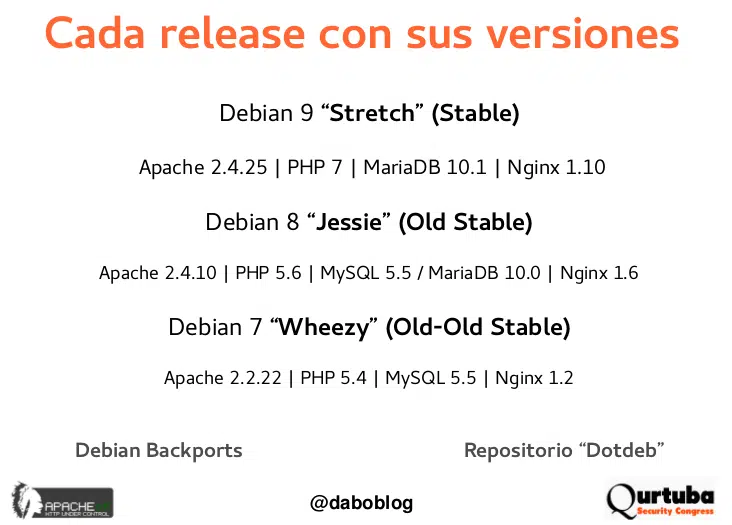 Cada release con sus versiones
Debian 9 “Stretch” (Stable)
Apache 2.4.25 | PHP 7 | MariaDB 10.1 | Nginx 1.10
Debian 8 “Jessie” (Old Stable)
Apache 2.4.10 | PHP 5.6 | MySQL 5.5 / MariaDB 10.0 | Nginx 1.6
Debian 7 “Wheezy” (Old-Old Stable)
Apache 2.2.22 | PHP 5.4 | MySQL 5.5 | Nginx 1.2
Debian Backports
Repositorio “Dotdeb”
APACHE
HTTP UNDER CONTROL
@daboblog
Qurtuba
Security Congress